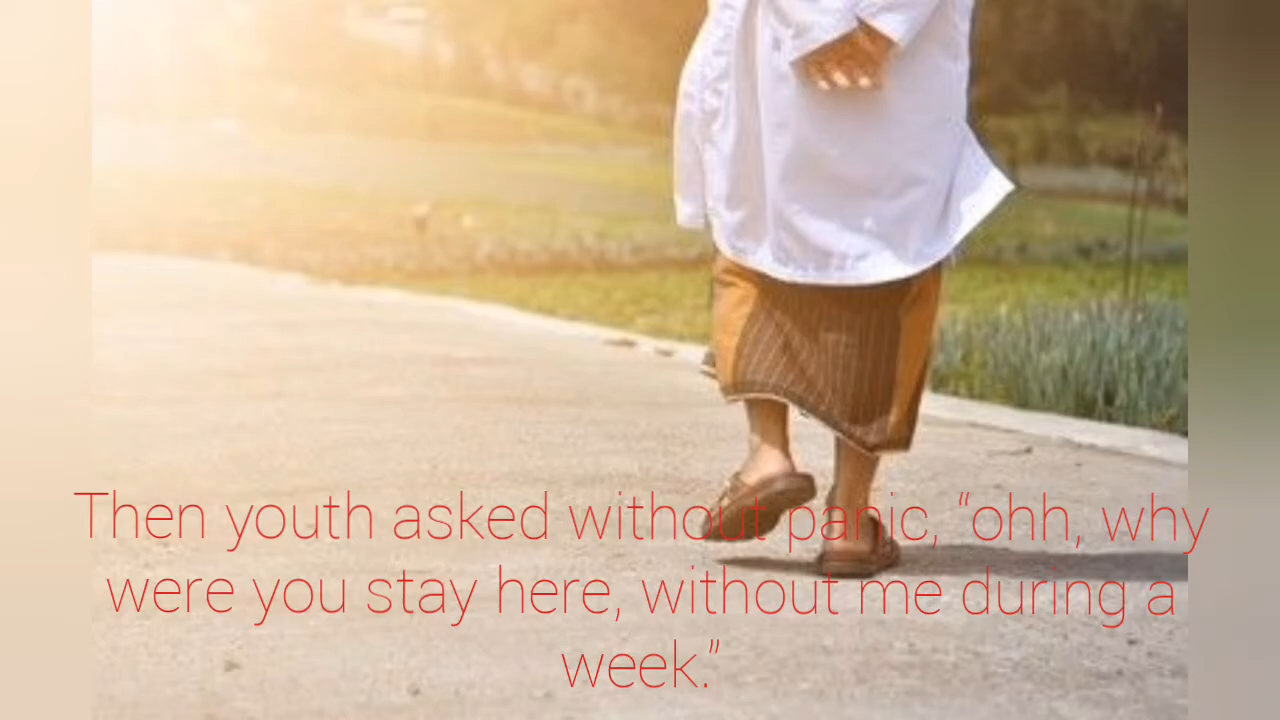 Then youth asked without panic, “ohh, why
were you stay here, without me during a
week.”